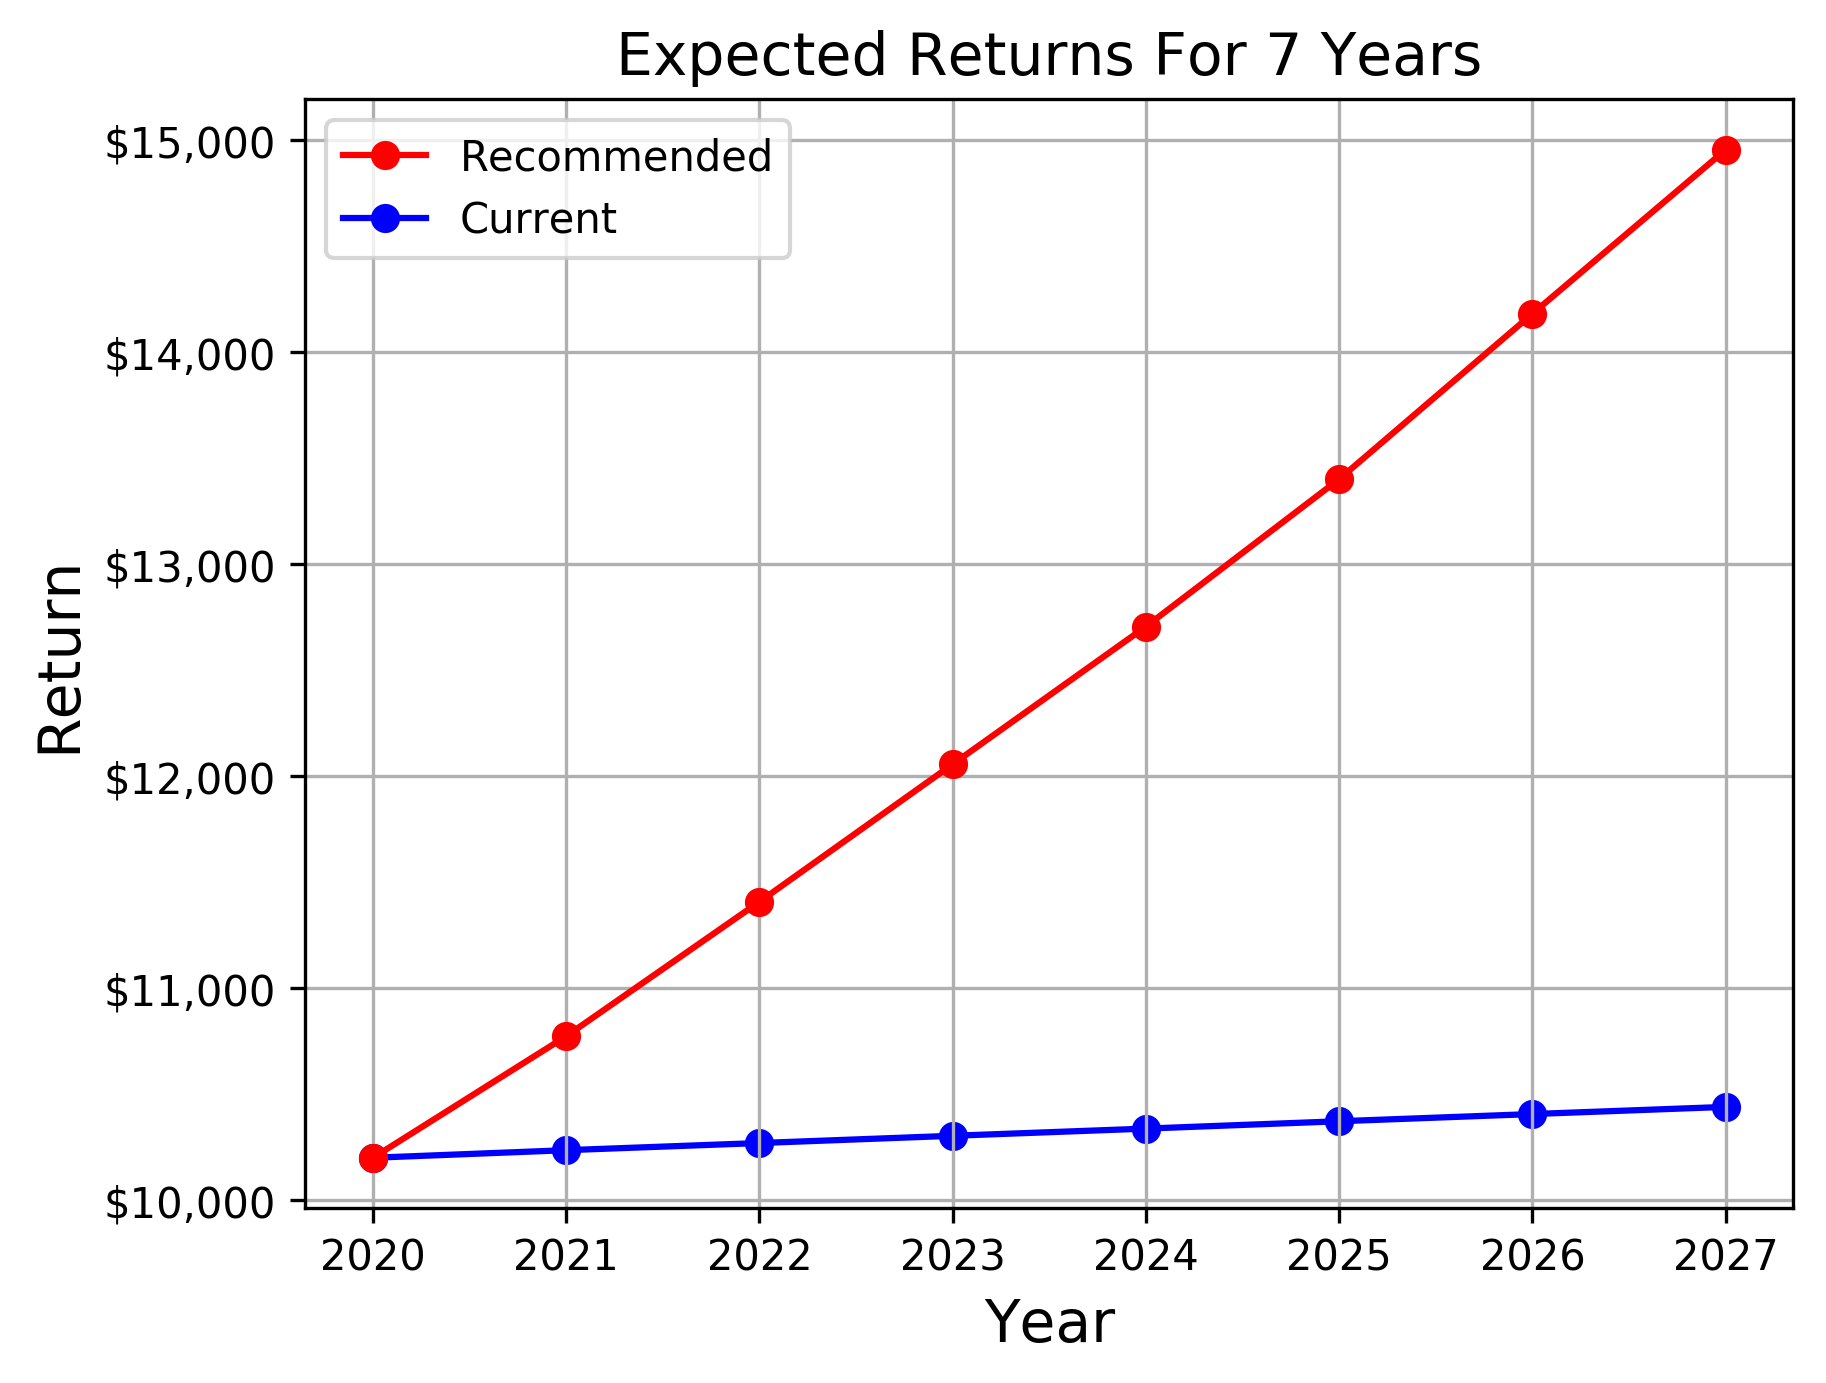 Expected Returns For 7 Years
Recommended
Current
$15,000
$14,000
$13,000
$12,000
$11,000
$10,000
Return
2020 2021 2022 2023 2024 2025 2026 2027
Year